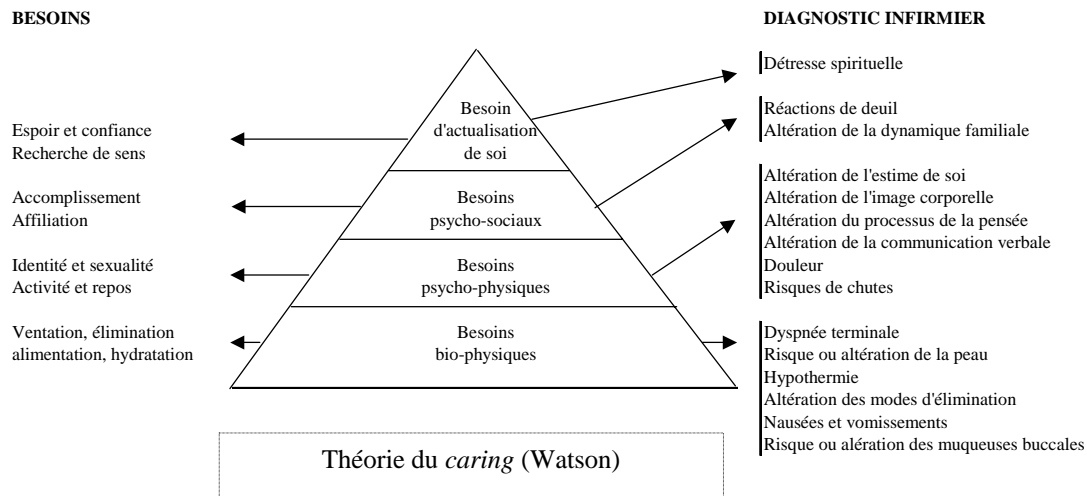 BESOINS
DIAGNOSTIC INFIRMIER
Détresse spirituelle
Besoin
d'actualisation
de soi
Espoir et confiance
Recherche de sens
Réactions de deuil
Altération de la dynamique familiale
Accomplissement
Affiliation
Besoins
psycho-sociaux
Altération de l'estime de soi
Altération de l'image corporelle
Altération du processus de la pensée
Altération de la communication verbale
Douleur
Risques de chutes
Identité et sexualité
Activité et repos
Besoins
psycho-physiques
Ventation, élimination
alimentation, hydratation
Besoins
bio-physiques
Dyspnée terminale
Risque ou altération de la peau
Hypothermie
Altération des modes d'élimination
Nausées et vomissements
Risque ou alération des muqueuses buccales
Théorie du caring (Watson)